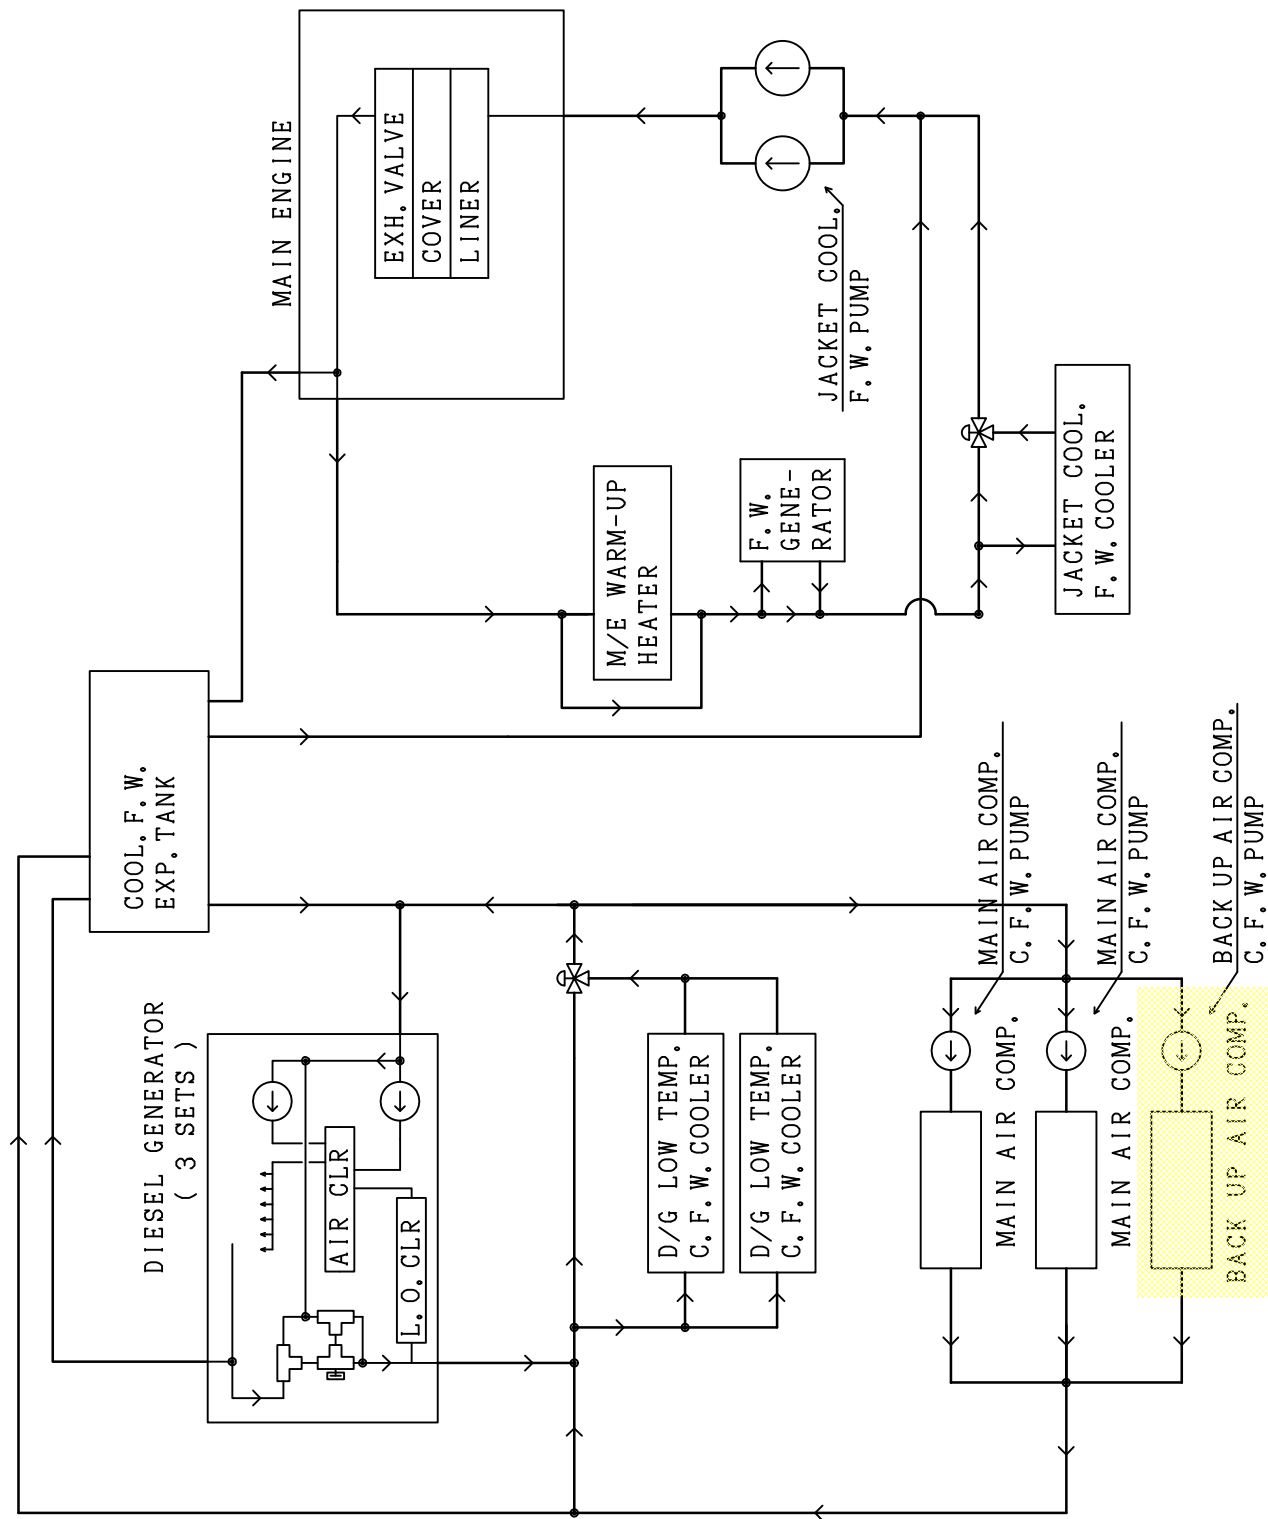 MAIN ENGINE
EXH. VALVE
COVER
LINER
JACKET COOL.
F. W. PUMP
M/E WARM-UP
HEATER
F. W.
GENE-
RATOR
JACKET COOL.
F. W. COOLER
COOL. F. W.
EXP. TANK
DIESEL GENERATOR
( 3 SETS )
AIR CLR
L. O. CLR
D/G LOW TEMP.
C. F. W. COOLER
D/G LOW TEMP.
C. F. W. COOLER
MAIN AIR COMP.
C. F. W. PUMP
MAIN AIR COMP.
C. F. W. PUMP
BACK UP AIR COMP.
C. F. W. PUMP
MAIN AIR COMP.
MAIN AIR COMP.
BACK UP AIR COMP.